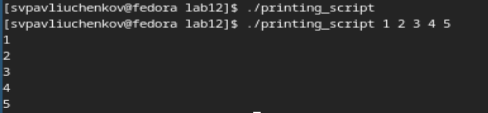 [svpavliuchenkov@fedora lab12]$ ./printing_script
[svpavliuchenkov@fedora lab12]$ ./printing_script 1 2 3 4 5
1
2
3
4
5